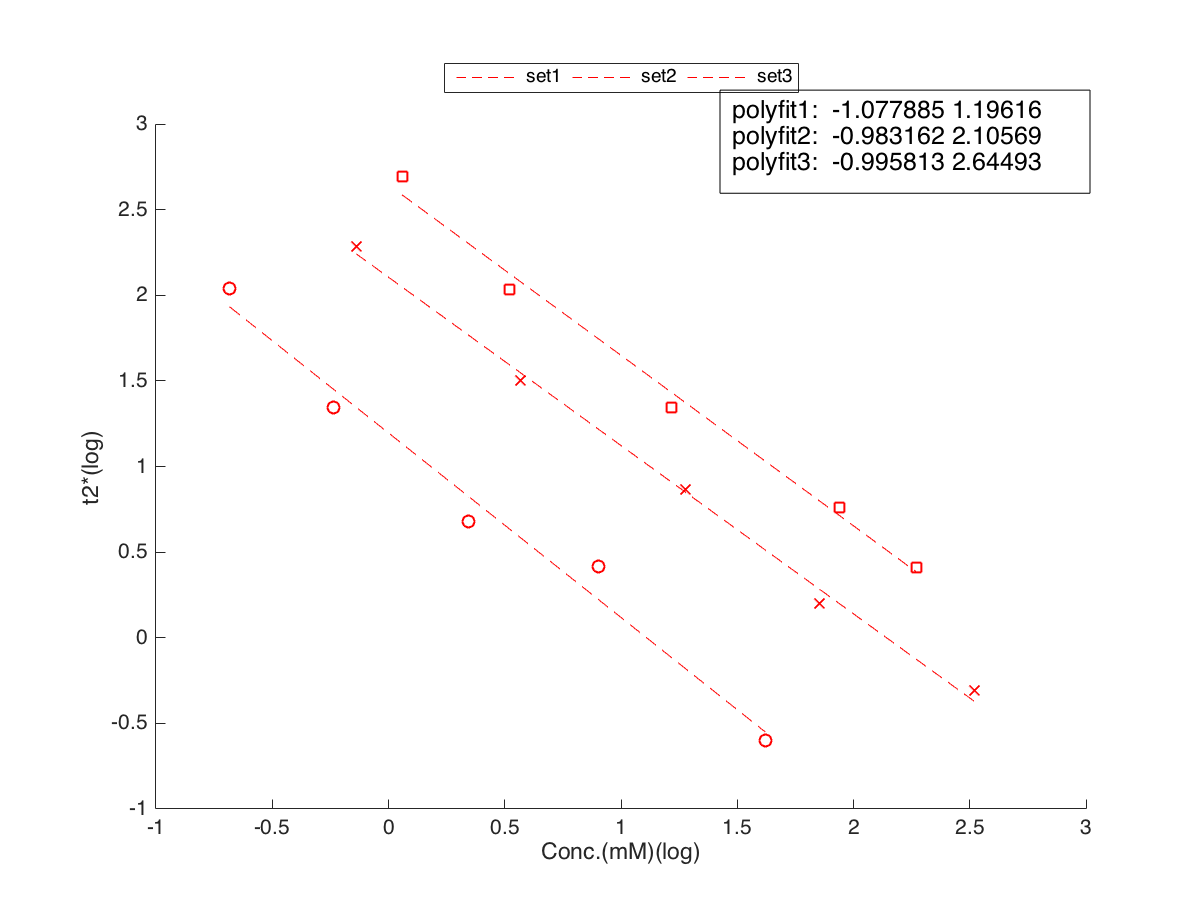 set1 set2 set3
polyfit1: -1.077885 1.19616
polyfit2: -0.983162 2.10569
polyfit3: -0.995813 2.64493
3
2.5
2
1.5
1
0.5
0
-0.5
-1
t2*(log)
-1 -0.5 0 0.5 1 1.5 2 2.5 3
Conc.(mM)(log)